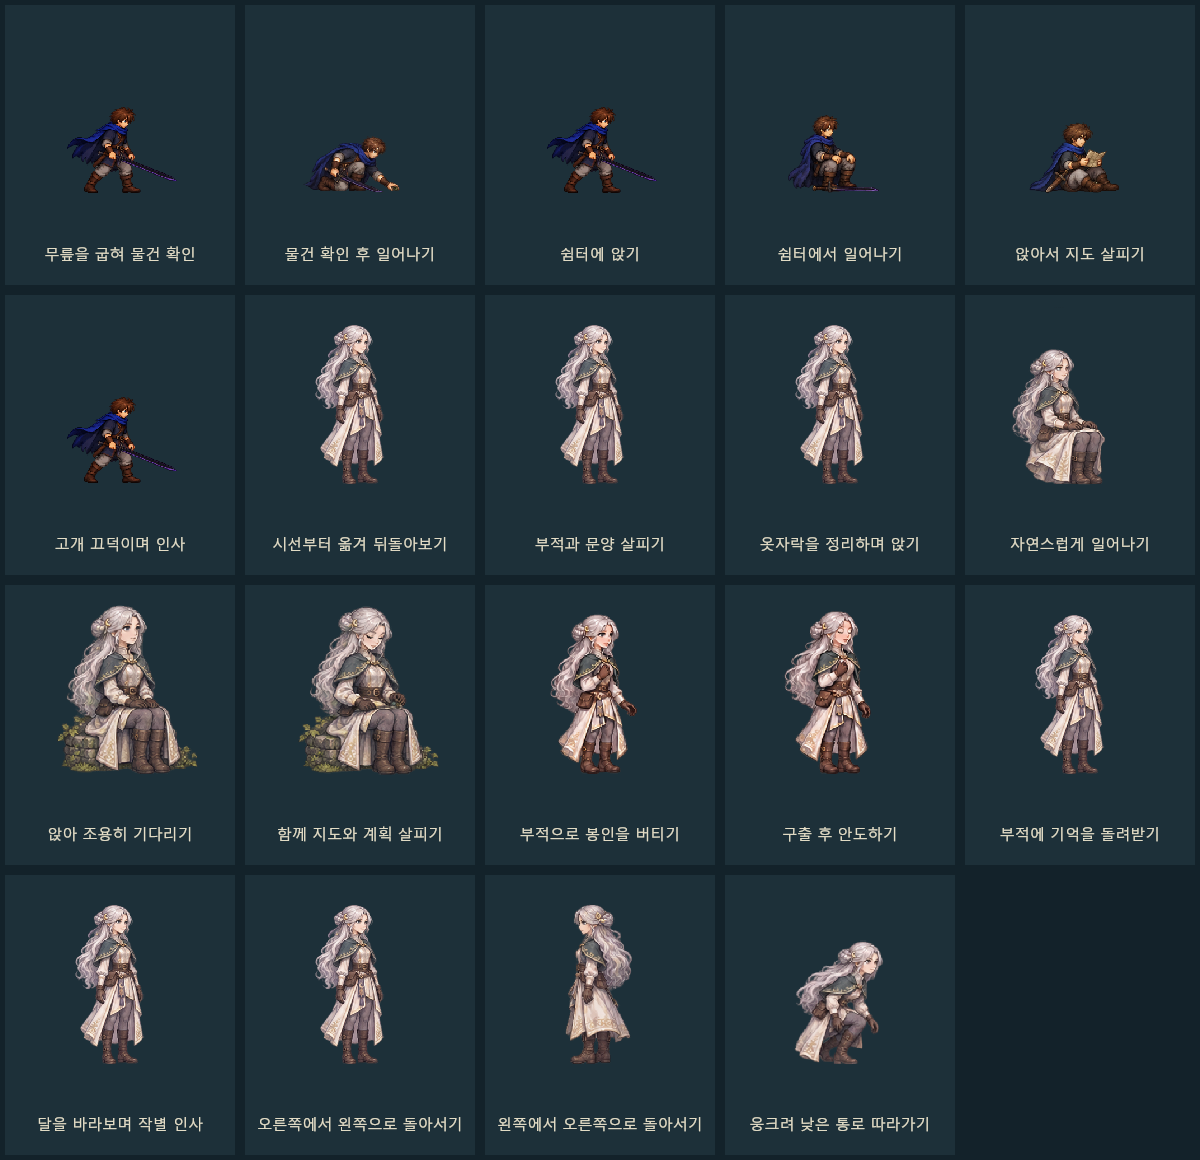 무릎을 굽혀 물건 확인
물건 확인 후 일어나기
쉼터에 앉기
쉼터에서 일어나기
앉아서 지도 살피기
고개 끄덕이며 인사
시선부터 옮겨 뒤돌아보기
부적과 문양 살피기
옷자락을 정리하며 앉기
자연스럽게 일어나기
앉아 조용히 기다리기
함께 지도와 계획 살피기
부적으로 봉인을 버티기
구출 후 안도하기
부적에 기억을 돌려받기
달을 바라보며 작별 인사
오른쪽에서 왼쪽으로 돌아서기
왼쪽에서 오른쪽으로 돌아서기
웅크려 낮은 통로 따라가기